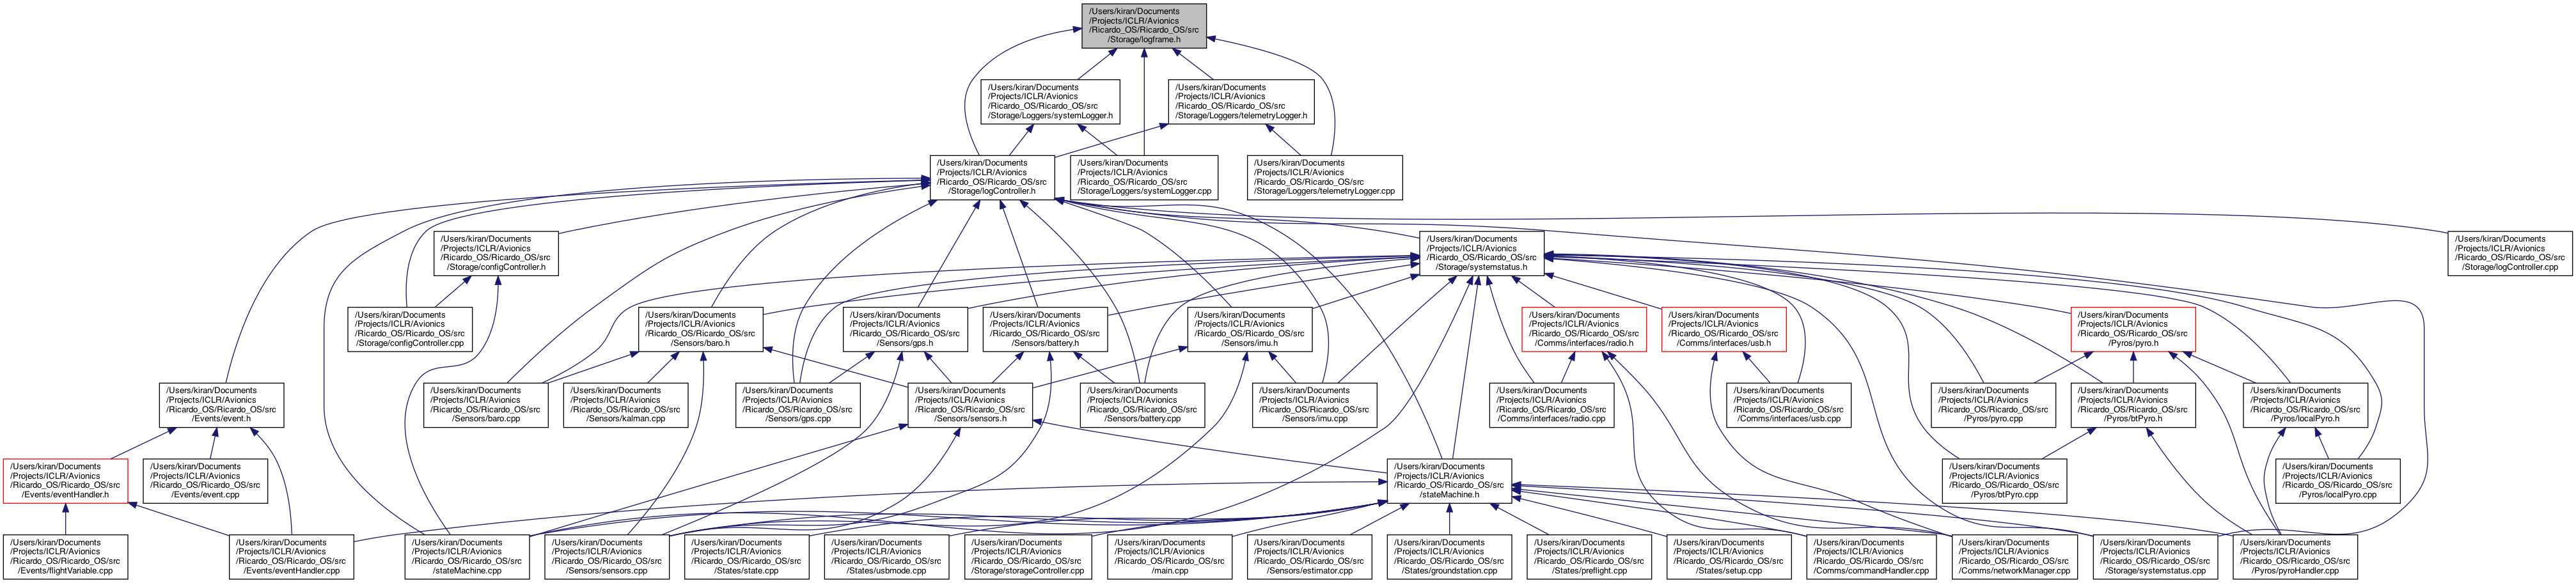 /Users/kiran/Documents
/Projects/ICLR/Avionics
/Ricardo_OS/Ricardo_OS/src
/Storage/logframe.h
/Users/kiran/Documents
/Projects/ICLR/Avionics
/Ricardo_OS/Ricardo_OS/src
/Storage/Loggers/systemLogger.h
/Users/kiran/Documents
/Projects/ICLR/Avionics
/Ricardo_OS/Ricardo_OS/src
/Storage/Loggers/telemetryLogger.h
/Users/kiran/Documents
/Projects/ICLR/Avionics
/Ricardo_OS/Ricardo_OS/src
/Storage/logController.h
/Users/kiran/Documents
/Projects/ICLR/Avionics
/Ricardo_OS/Ricardo_OS/src
/Storage/Loggers/systemLogger.cpp
/Users/kiran/Documents
/Projects/ICLR/Avionics
/Ricardo_OS/Ricardo_OS/src
/Storage/Loggers/telemetryLogger.cpp
/Users/kiran/Documents
/Projects/ICLR/Avionics
/Ricardo_OS/Ricardo_OS/src
/Storage/configController.h
/Users/kiran/Documents
/Projects/ICLR/Avionics
/Ricardo_OS/Ricardo_OS/src
/Storage/systemstatus.h
/Users/kiran/Documents
/Projects/ICLR/Avionics
/Ricardo_OS/Ricardo_OS/src
/Storage/logController.cpp
/Users/kiran/Documents
/Projects/ICLR/Avionics
/Ricardo_OS/Ricardo_OS/src
/Storage/configController.cpp
/Users/kiran/Documents
/Projects/ICLR/Avionics
/Ricardo_OS/Ricardo_OS/src
/Sensors/baro.h
/Users/kiran/Documents
/Projects/ICLR/Avionics
/Ricardo_OS/Ricardo_OS/src
/Sensors/gps.h
/Users/kiran/Documents
/Projects/ICLR/Avionics
/Ricardo_OS/Ricardo_OS/src
/Sensors/battery.h
/Users/kiran/Documents
/Projects/ICLR/Avionics
/Ricardo_OS/Ricardo_OS/src
/Sensors/imu.h
/Users/kiran/Documents
/Projects/ICLR/Avionics
/Ricardo_OS/Ricardo_OS/src
/Comms/interfaces/radio.h
/Users/kiran/Documents
/Projects/ICLR/Avionics
/Ricardo_OS/Ricardo_OS/src
/Comms/interfaces/usb.h
/Users/kiran/Documents
/Projects/ICLR/Avionics
/Ricardo_OS/Ricardo_OS/src
/Pyros/pyro.h
/Users/kiran/Documents
/Projects/ICLR/Avionics
/Ricardo_OS/Ricardo_OS/src
/Events/event.h
/Users/kiran/Documents
/Projects/ICLR/Avionics
/Ricardo_OS/Ricardo_OS/src
/Sensors/baro.cpp
/Users/kiran/Documents
/Projects/ICLR/Avionics
/Ricardo_OS/Ricardo_OS/src
/Sensors/kalman.cpp
/Users/kiran/Documents
/Projects/ICLR/Avionics
/Ricardo_OS/Ricardo_OS/src
/Sensors/gps.cpp
/Users/kiran/Documents
/Projects/ICLR/Avionics
/Ricardo_OS/Ricardo_OS/src
/Sensors/sensors.h
/Users/kiran/Documents
/Projects/ICLR/Avionics
/Ricardo_OS/Ricardo_OS/src
/Sensors/battery.cpp
/Users/kiran/Documents
/Projects/ICLR/Avionics
/Ricardo_OS/Ricardo_OS/src
/Sensors/imu.cpp
/Users/kiran/Documents
/Projects/ICLR/Avionics
/Ricardo_OS/Ricardo_OS/src
/Comms/interfaces/radio.cpp
/Users/kiran/Documents
/Projects/ICLR/Avionics
/Ricardo_OS/Ricardo_OS/src
/Comms/interfaces/usb.cpp
/Users/kiran/Documents
/Projects/ICLR/Avionics
/Ricardo_OS/Ricardo_OS/src
/Pyros/pyro.cpp
/Users/kiran/Documents
/Projects/ICLR/Avionics
/Ricardo_OS/Ricardo_OS/src
/Pyros/btPyro.h
/Users/kiran/Documents
/Projects/ICLR/Avionics
/Ricardo_OS/Ricardo_OS/src
/Pyros/localPyro.h
/Users/kiran/Documents
/Projects/ICLR/Avionics
/Ricardo_OS/Ricardo_OS/src
/Events/eventHandler.h
/Users/kiran/Documents
/Projects/ICLR/Avionics
/Ricardo_OS/Ricardo_OS/src
/Events/event.cpp
/Users/kiran/Documents
/Projects/ICLR/Avionics
/Ricardo_OS/Ricardo_OS/src
/stateMachine.h
/Users/kiran/Documents
/Projects/ICLR/Avionics
/Ricardo_OS/Ricardo_OS/src
/Pyros/btPyro.cpp
/Users/kiran/Documents
/Projects/ICLR/Avionics
/Ricardo_OS/Ricardo_OS/src
/Pyros/localPyro.cpp
/Users/kiran/Documents
/Projects/ICLR/Avionics
/Ricardo_OS/Ricardo_OS/src
/Events/flightVariable.cpp
/Users/kiran/Documents
/Projects/ICLR/Avionics
/Ricardo_OS/Ricardo_OS/src
/Events/eventHandler.cpp
/Users/kiran/Documents
/Projects/ICLR/Avionics
/Ricardo_OS/Ricardo_OS/src
/stateMachine.cpp
/Users/kiran/Documents
/Projects/ICLR/Avionics
/Ricardo_OS/Ricardo_OS/src
/Sensors/sensors.cpp
/Users/kiran/Documents
/Projects/ICLR/Avionics
/Ricardo_OS/Ricardo_OS/src
/States/state.cpp
/Users/kiran/Documents
/Projects/ICLR/Avionics
/Ricardo_OS/Ricardo_OS/src
/States/usbmode.cpp
/Users/kiran/Documents
/Projects/ICLR/Avionics
/Ricardo_OS/Ricardo_OS/src
/Storage/storageController.cpp
/Users/kiran/Documents
/Projects/ICLR/Avionics
/Ricardo_OS/Ricardo_OS/src
/main.cpp
/Users/kiran/Documents
/Projects/ICLR/Avionics
/Ricardo_OS/Ricardo_OS/src
/Sensors/estimator.cpp
/Users/kiran/Documents
/Projects/ICLR/Avionics
/Ricardo_OS/Ricardo_OS/src
/States/groundstation.cpp
/Users/kiran/Documents
/Projects/ICLR/Avionics
/Ricardo_OS/Ricardo_OS/src
/States/preflight.cpp
/Users/kiran/Documents
/Projects/ICLR/Avionics
/Ricardo_OS/Ricardo_OS/src
/States/setup.cpp
/Users/kiran/Documents
/Projects/ICLR/Avionics
/Ricardo_OS/Ricardo_OS/src
/Comms/commandHandler.cpp
/Users/kiran/Documents
/Projects/ICLR/Avionics
/Ricardo_OS/Ricardo_OS/src
/Comms/networkManager.cpp
/Users/kiran/Documents
/Projects/ICLR/Avionics
/Ricardo_OS/Ricardo_OS/src
/Storage/systemstatus.cpp
/Users/kiran/Documents
/Projects/ICLR/Avionics
/Ricardo_OS/Ricardo_OS/src
/Pyros/pyroHandler.cpp